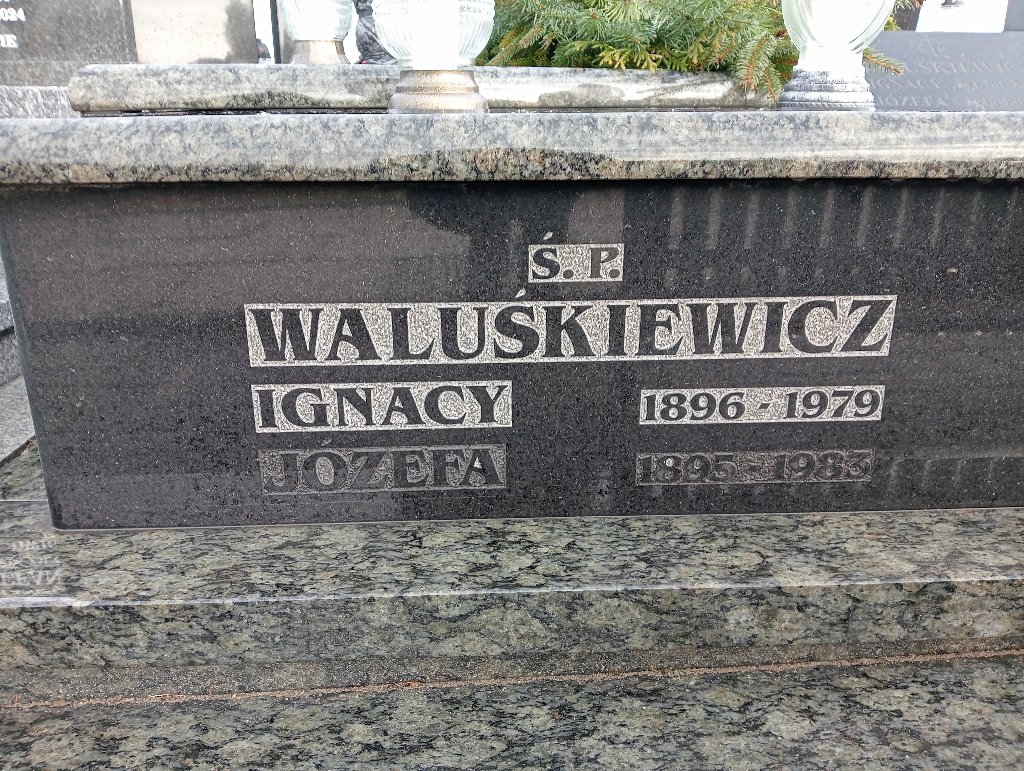 Ś. P.
WALUŚKIEWICZ
IGNACY 1896 - 1979
JÓZEFA 1895 - 1983